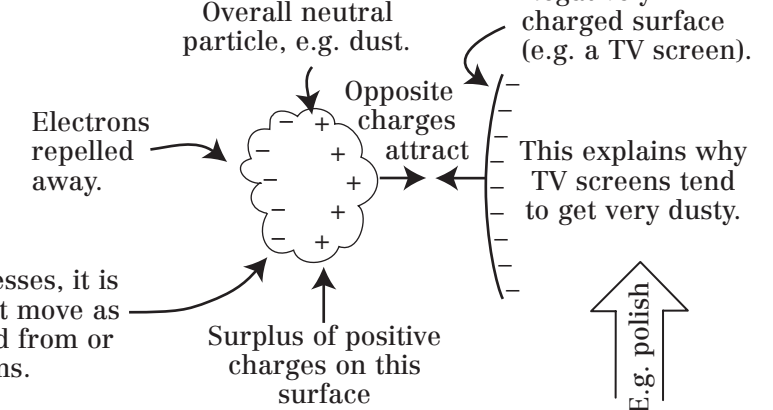 Overall neutral
particle, e.g. dust.
charged surface
(e.g. a TV screen).
Opposite
charges
attract
Electrons
repelled
away.
This explains why
TV screens tend
to get very dusty.
it is
move as
from or
Surplus of positive
charges on this
surface
E.g. polish